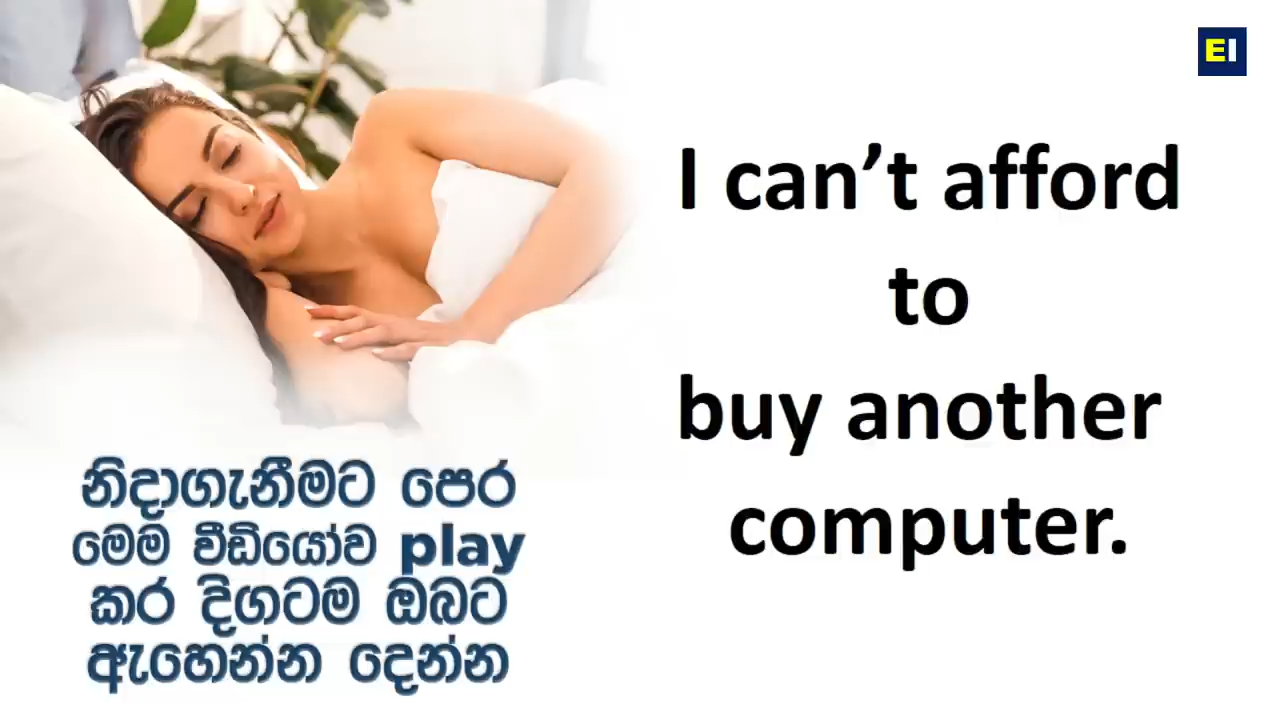 EI
I can’t afford
to
buy another
computer.
නිදාගැනීමට පෙර
මෙම වීඩියෝව play
කර දිගටම ඔබට
ඇහෙන්න දෙන්න